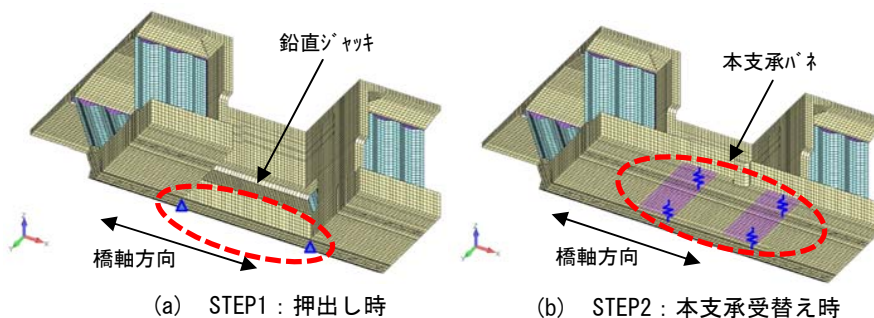 鉛直ｼﾞｬｯｷ
橋軸方向
(a) STEP1：押出し時
本支承ﾊﾞﾈ
橋軸方向
(b) STEP2：本支承受替え時